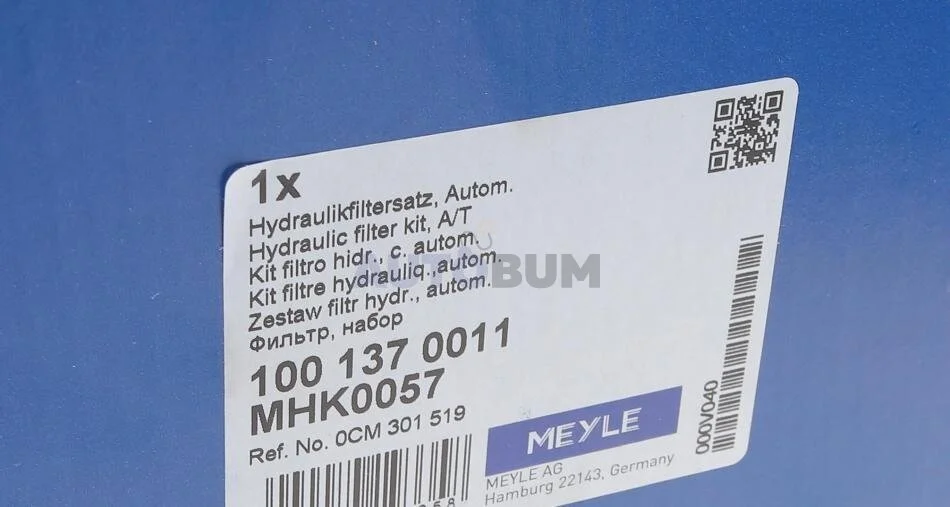 1x
Hydraulikfiltersatz, Autom.
Hydraulic filter kit, A/T
Kit filtro hidr., c. autom.
Kit filtre hydrauliq.,autom.
Zestaw filtr hydr., autom.
Фильтр, набор
100 137 0011
MHK0057
Ref. No. 0CM 301 519
MEYLE
MEYLE AG
Hamburg 22143, Germany
000V040
AUTOBUM